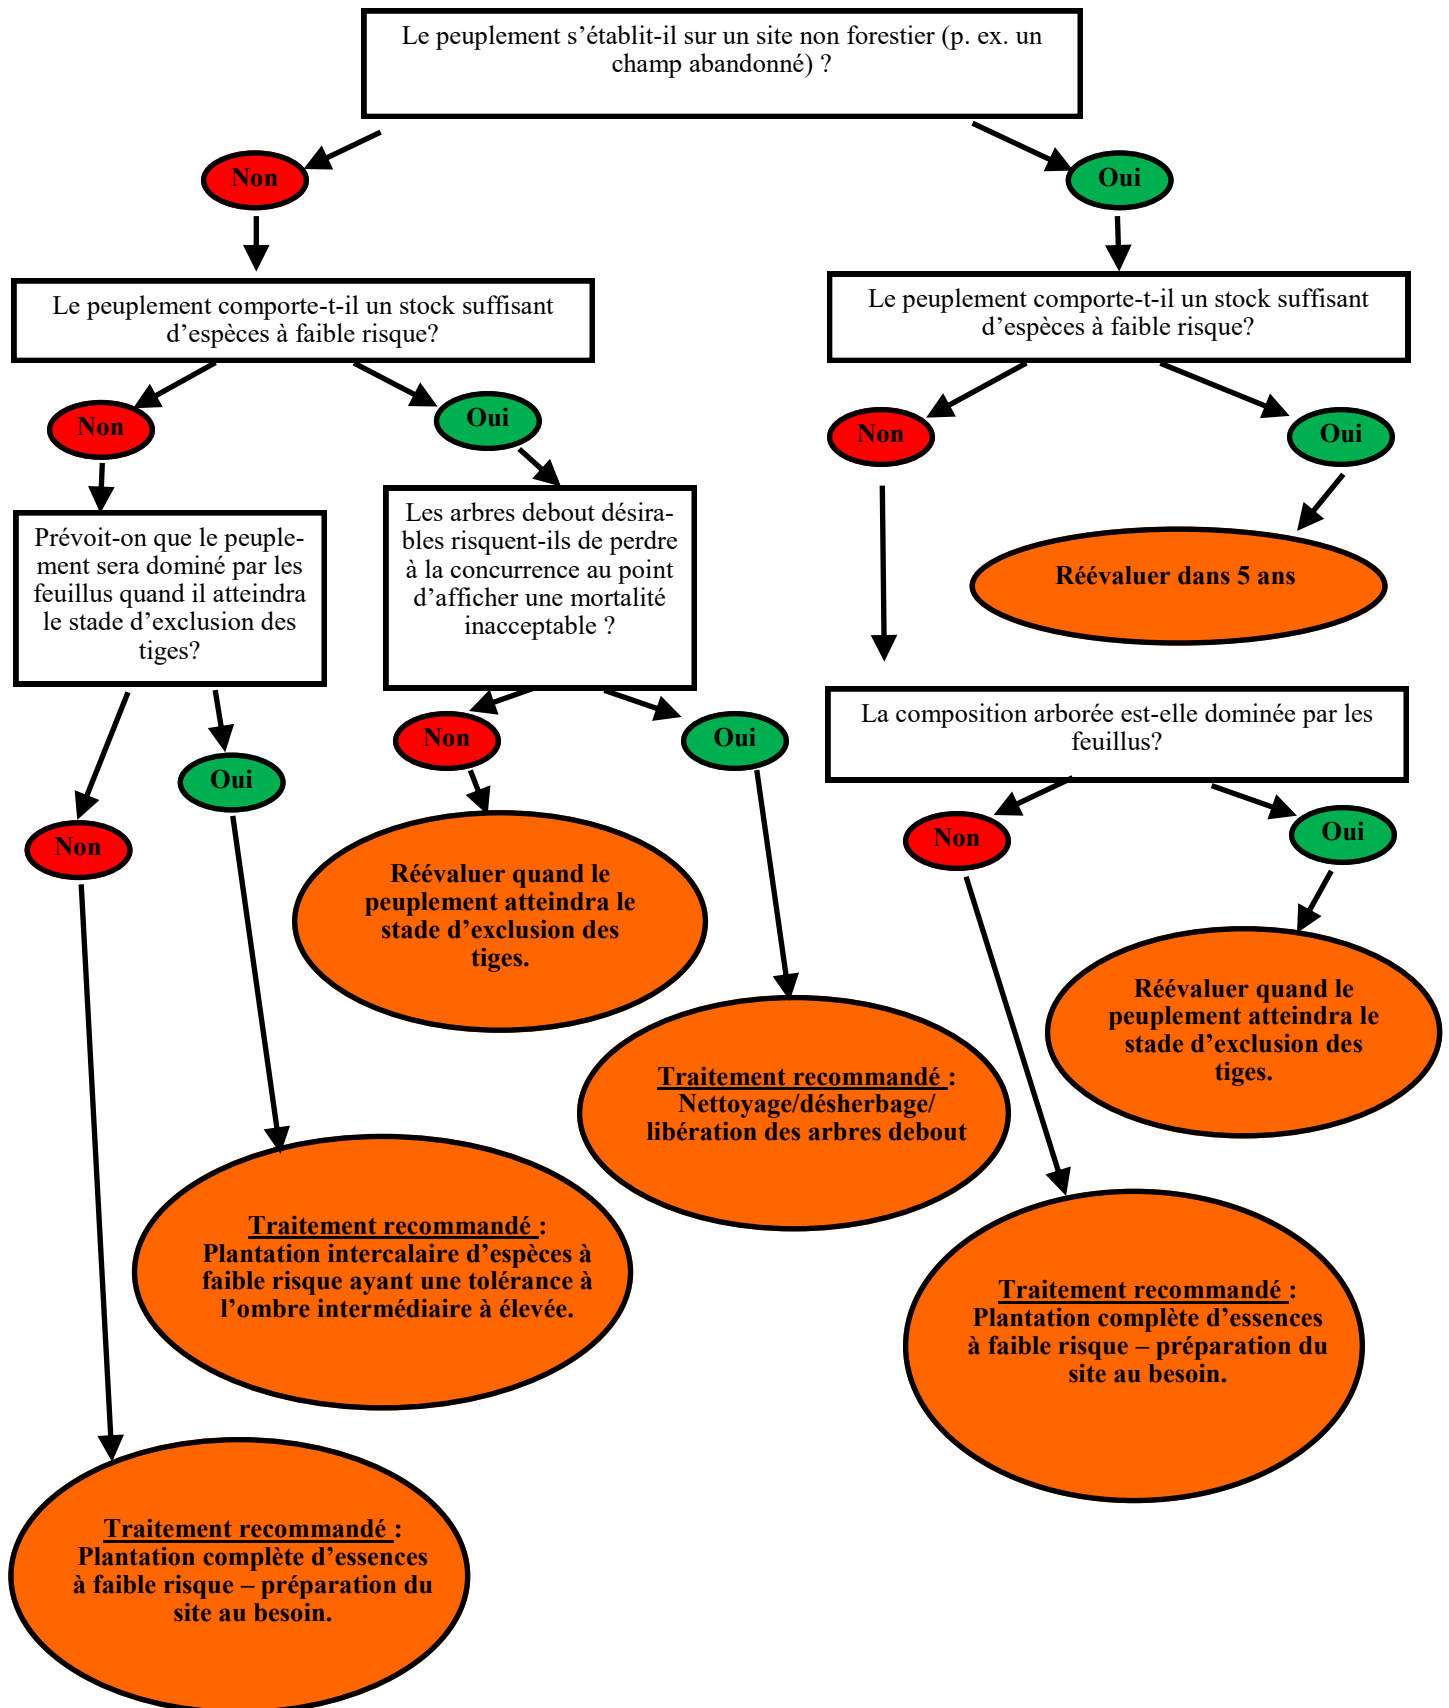 Le peuplement s’établit-il sur un site non forestier (p. ex. un
champ abandonné) ?
Non
Oui
Le peuplement comporte-t-il un stock suffisant
d’espèces à faible risque?
Le peuplement comporte-t-il un stock suffisant
d’espèces à faible risque?
Non
Oui
Non
Oui
Prévoit-on que le peuple-
ment sera dominé par les
feuillus quand il atteindra
le stade d’exclusion des
tiges?
Les arbres debout désira-
bles risquent-ils de perdre
à la concurrence au point
d’afficher une mortalité
inacceptable ?
Réévaluer dans 5 ans
La composition arborée est-elle dominée par les
feuillus?
Non
Oui
Non
Oui
Non
Oui
Réévaluer quand le
peuplement atteindra le
stade d’exclusion des
tiges.
Réévaluer quand le
peuplement atteindra le
stade d’exclusion des
tiges.
Traitement recommandé :
Nettoyage/désherbage/
libération des arbres debout
Traitement recommandé :
Plantation intercalaire d’espèces à
faible risque ayant une tolérance à
l’ombre intermédiaire à élevée.
Traitement recommandé :
Plantation complète d’essences
à faible risque – préparation du
site au besoin.
Traitement recommandé :
Plantation complète d’essences
à faible risque – préparation du
site au besoin.